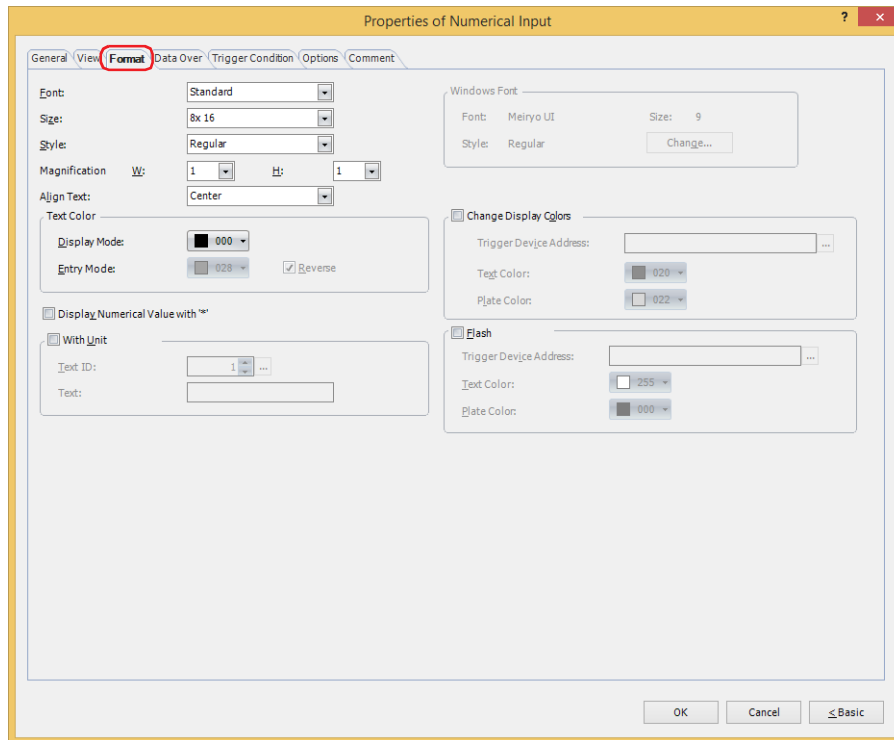 Properties of Numerical Input
? ×
General View Format Data Over Trigger Condition Options Comment
Font: Standard
Size: 8x 16
Style: Regular
Magnification W: 1 H: 1
Align Text: Center
Text Color
Display Mode: 000
Entry Mode: 028 Reverse
Display Numerical Value with '*'
With Unit
Text ID: 1 ...
Text:
Windows Font
Font: Meiryo UI Size: 9
Style: Regular Change...
Change Display Colors
Trigger Device Address: ...
Text Color: 020
Plate Color: 022
Flash
Trigger Device Address: ...
Text Color: 255
Plate Color: 000
OK Cancel < Basic